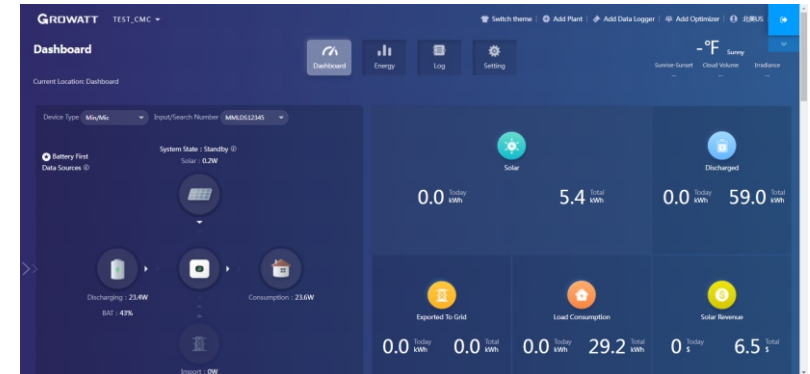 GROWATT TEST_CMC
Switch theme | Add Plant | Add Data Logger | Add Optimizer | 北美US
Dashboard
Dashboard Energy Log Setting
-°F Sunny
Sunrise-Sunset Cloud Volume Irradiance
-- -- --
Current Location: Dashboard
Device Type Min/Mic Input/Search Number MMLDS12345
Battery First
Data Sources
System State : Standby
Solar : 0.2W
Discharging : 23.4W
BAT : 43%
Consumption : 23.6W
Import : 0W
Solar
0.0 Today kWh 5.4 Total kWh
Discharged
0.0 Today kWh 59.0 Total kWh
Exported To Grid
0.0 Today kWh 0.0 Total kWh
Load Consumption
0.0 Today kWh 29.2 Total kWh
Solar Revenue
0 Today $ 6.5 Total $